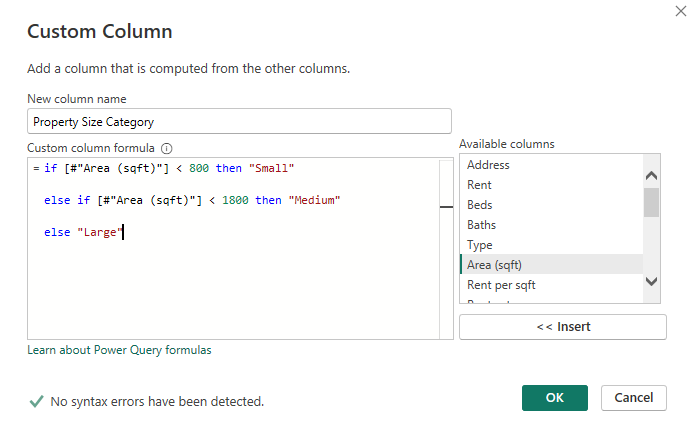 Custom Column
Add a column that is computed from the other columns.
New column name
Property Size Category
Custom column formula
= if [#"Area (sqft)"] < 800 then "Small"
else if [#"Area (sqft)"] < 1800 then "Medium"
else "Large"
Available columns
Address
Rent
Beds
Baths
Type
Area (sqft)
Rent per sqft
<< Insert
Learn about Power Query formulas
No syntax errors have been detected.
OK
Cancel